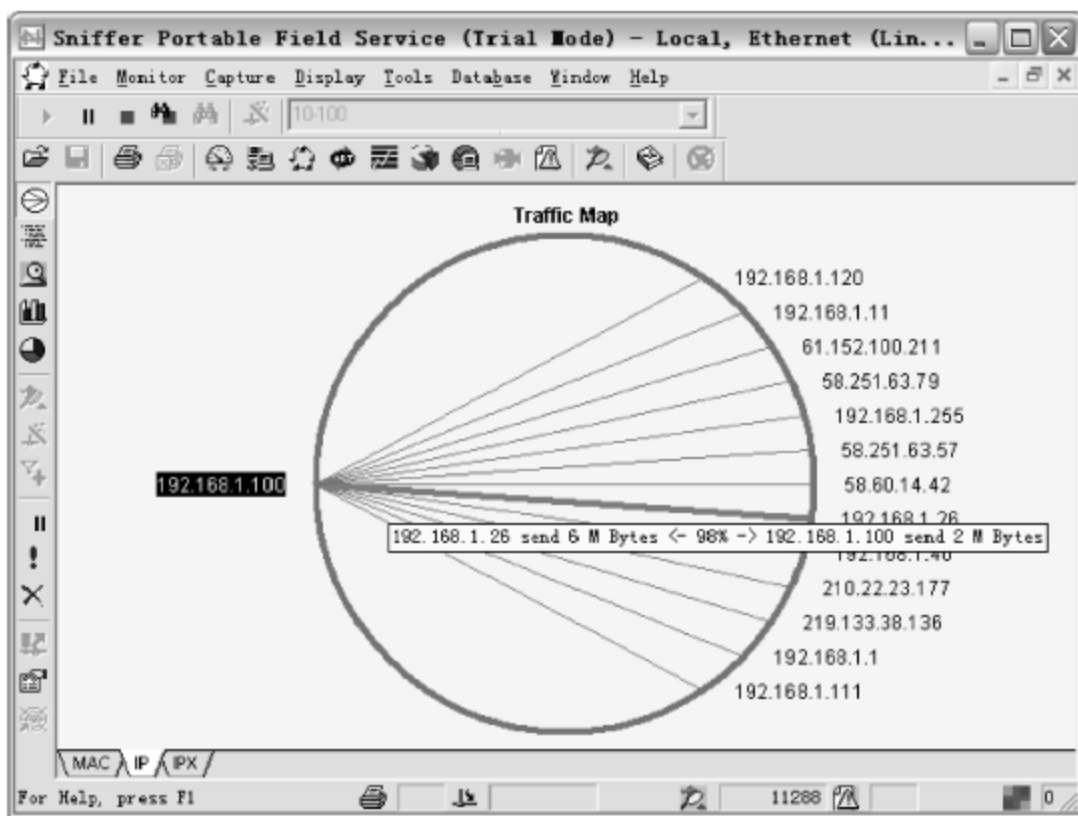 Sniffer Portable Field Service (Trial Mode) - Local, Ethernet (Lin...
File Monitor Capture Display Tools Database Window Help
10-100
Traffic Map
192.168.1.120
192.168.1.11
61.152.100.211
58.251.63.79
192.168.1.255
58.251.63.57
192.168.1.100
58.60.14.42
192.168.1.26
192.168.1.26 send 6 M Bytes <- 98% -> 192.168.1.100 send 2 M Bytes
210.22.23.177
219.133.38.136
192.168.1.1
192.168.1.111
MAC IP IPX
For Help, press F1 11288 0